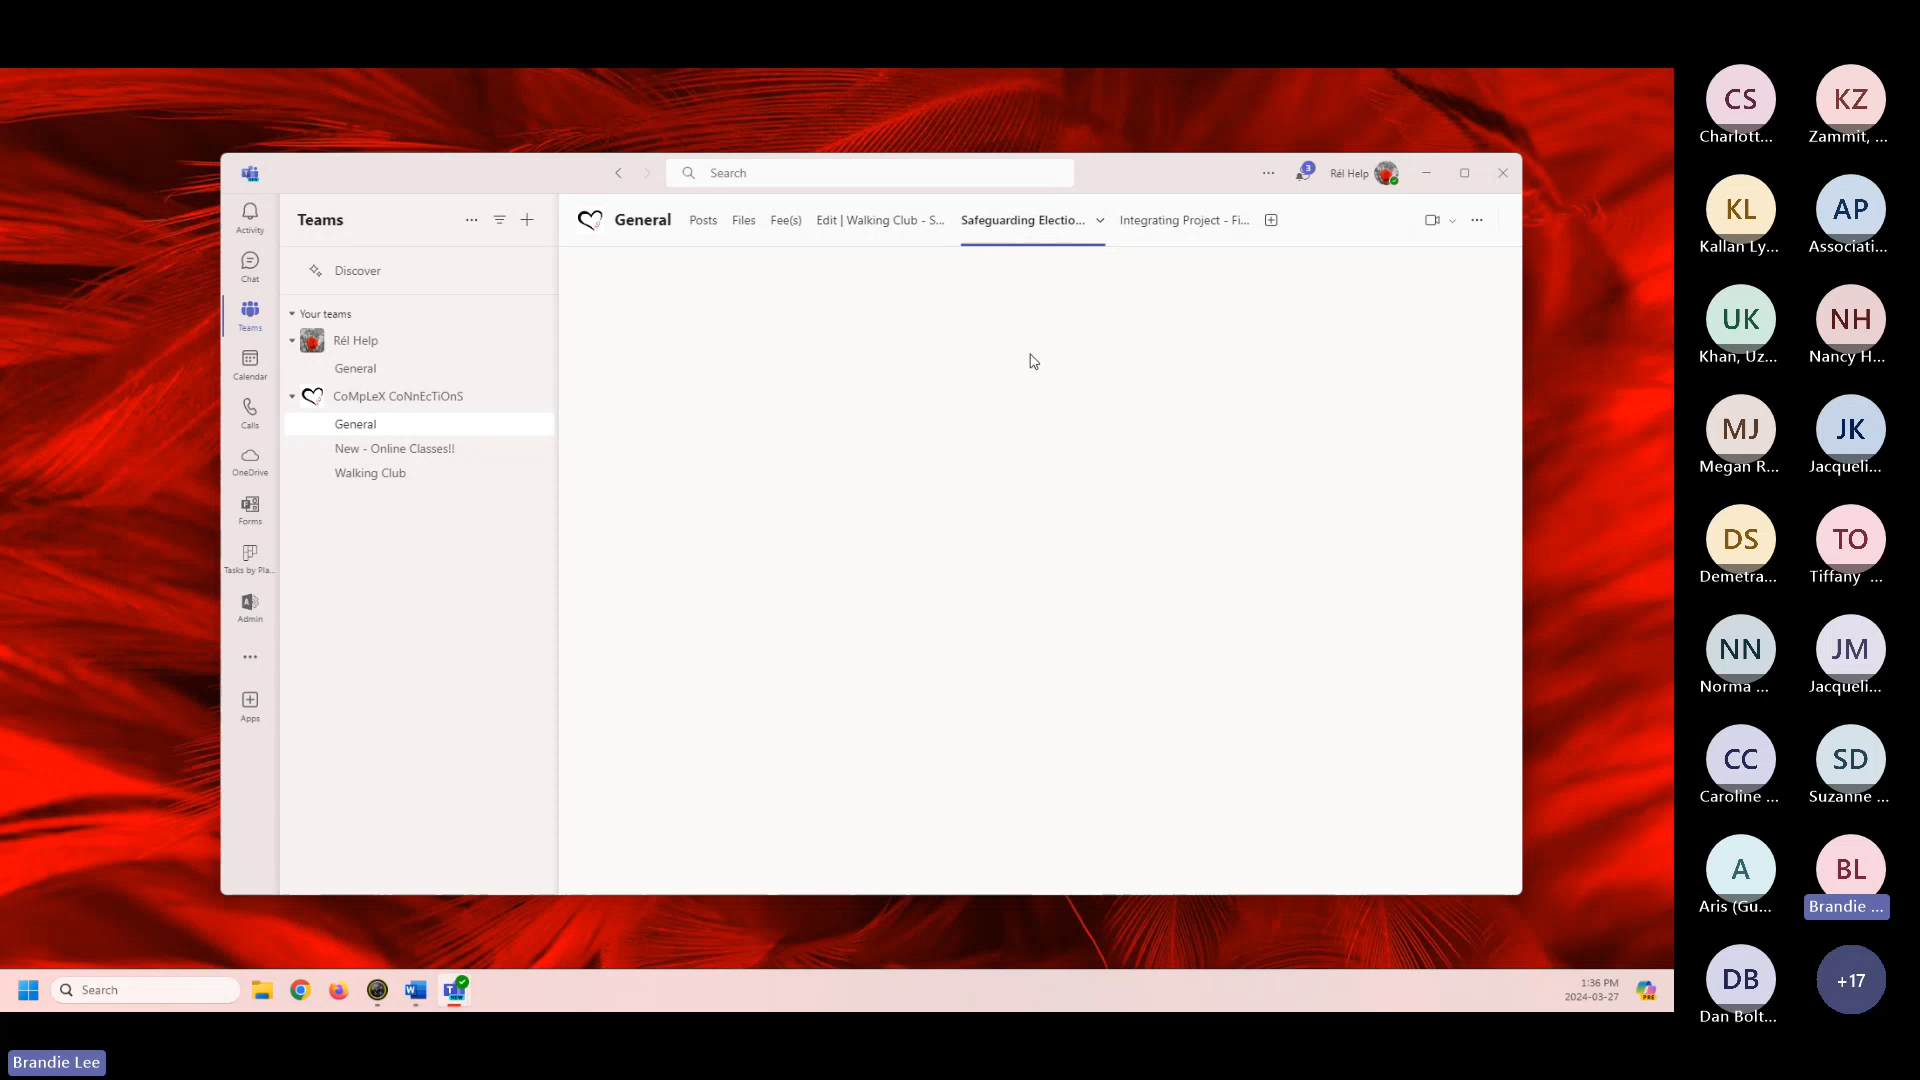 Search
3
Rél Help
Activity
Chat
Teams
Calendar
Calls
OneDrive
Forms
Tasks by Pla...
Admin
Apps
Teams
Discover
Your teams
Rél Help
General
CoMpLeX CoNnEcTiOnS
General
New - Online Classes!!
Walking Club
General
Posts
Files
Fee(s)
Edit | Walking Club - S...
Safeguarding Electio...
Integrating Project - Fi...
Search
NEW
1:36 PM
2024-03-27
PRE
CS
Charlott...
KZ
Zammit, ...
KL
Kallan Ly...
AP
Associati...
UK
Khan, Uz...
NH
Nancy H...
MJ
Megan R...
JK
Jacqueli...
DS
Demetra...
TO
Tiffany ...
NN
Norma ...
JM
Jacqueli...
CC
Caroline ...
SD
Suzanne ...
A
Aris (Gu...
BL
Brandie ...
DB
Dan Bolt...
+17
Brandie Lee